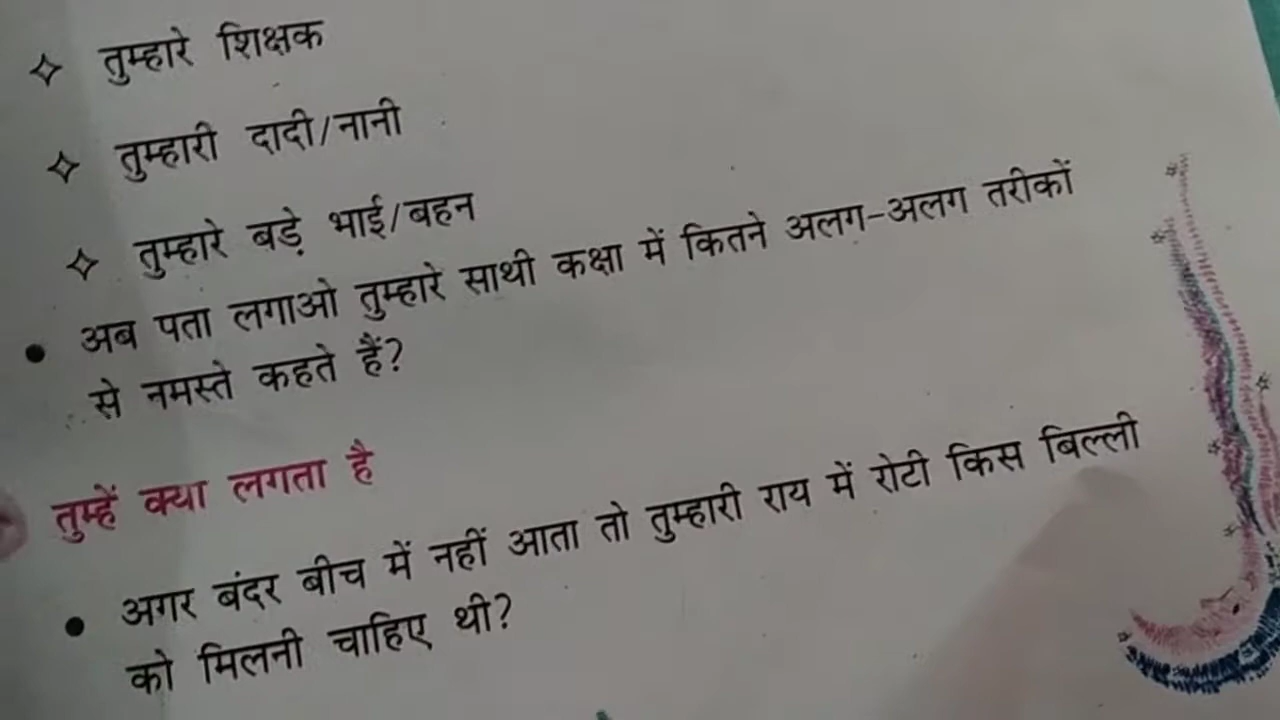 तुम्हारे शिक्षक
तुम्हारी दादी/नानी
तुम्हारे बड़े भाई/बहन
अब पता लगाओ तुम्हारे साथी कक्षा में कितने अलग-अलग तरीकों
से नमस्ते कहते हैं?
तुम्हें क्या लगता है
अगर बंदर बीच में नहीं आता तो तुम्हारी राय में रोटी किस बिल्ली
को मिलनी चाहिए थी?